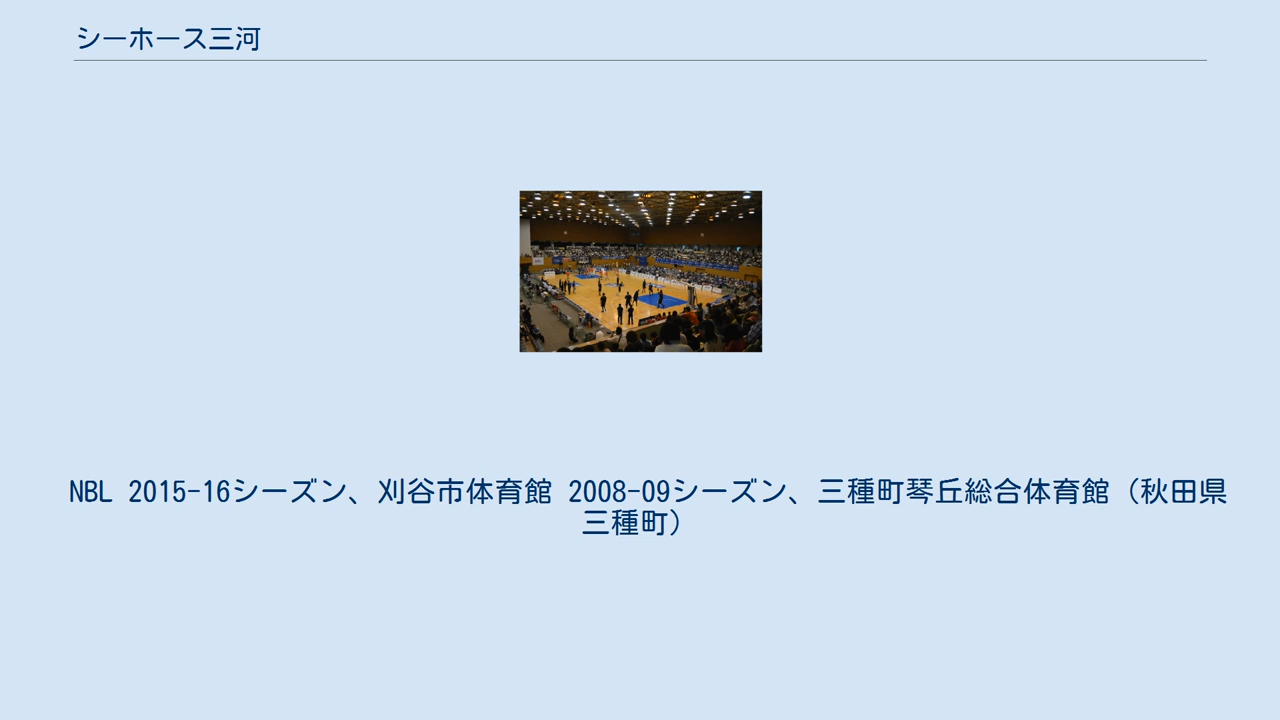 シーホース三河
NBL 2015-16シーズン、刈谷市体育館 2008-09シーズン、三種町琴丘総合体育館（秋田県
三種町）